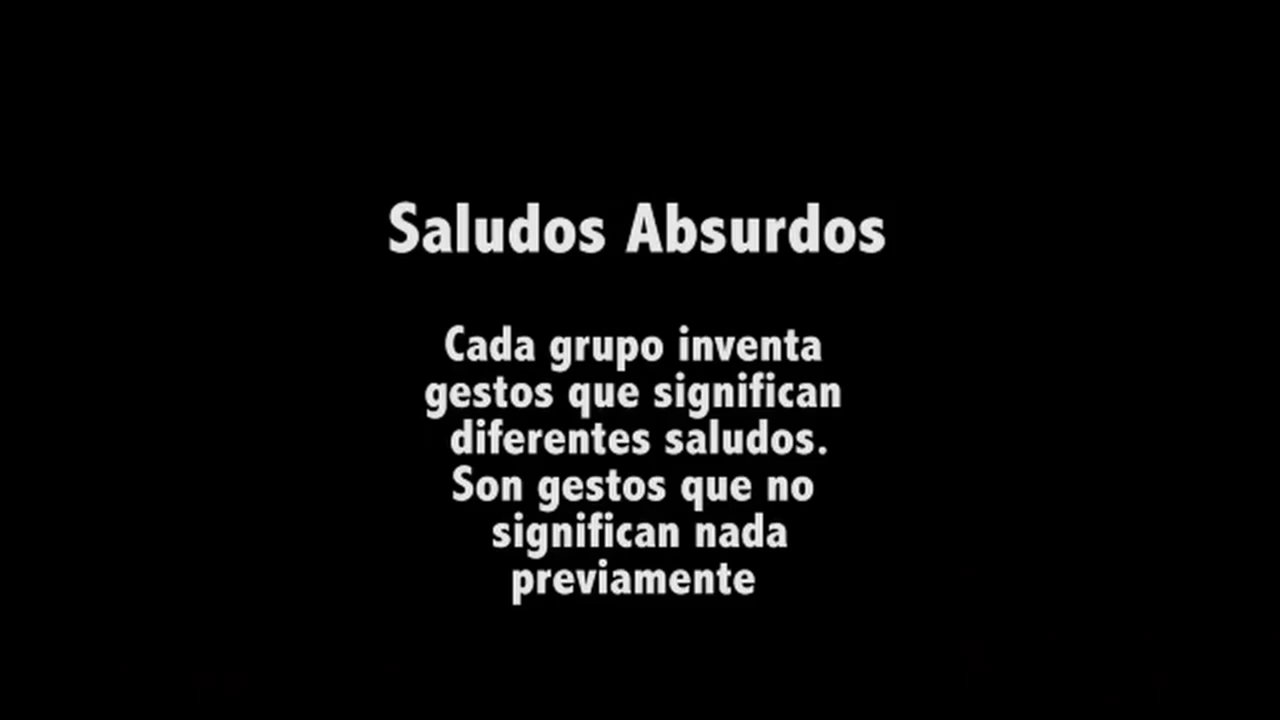 Saludos Absurdos
Cada grupo inventa
gestos que significan
diferentes saludos.
Son gestos que no
significan nada
previamente